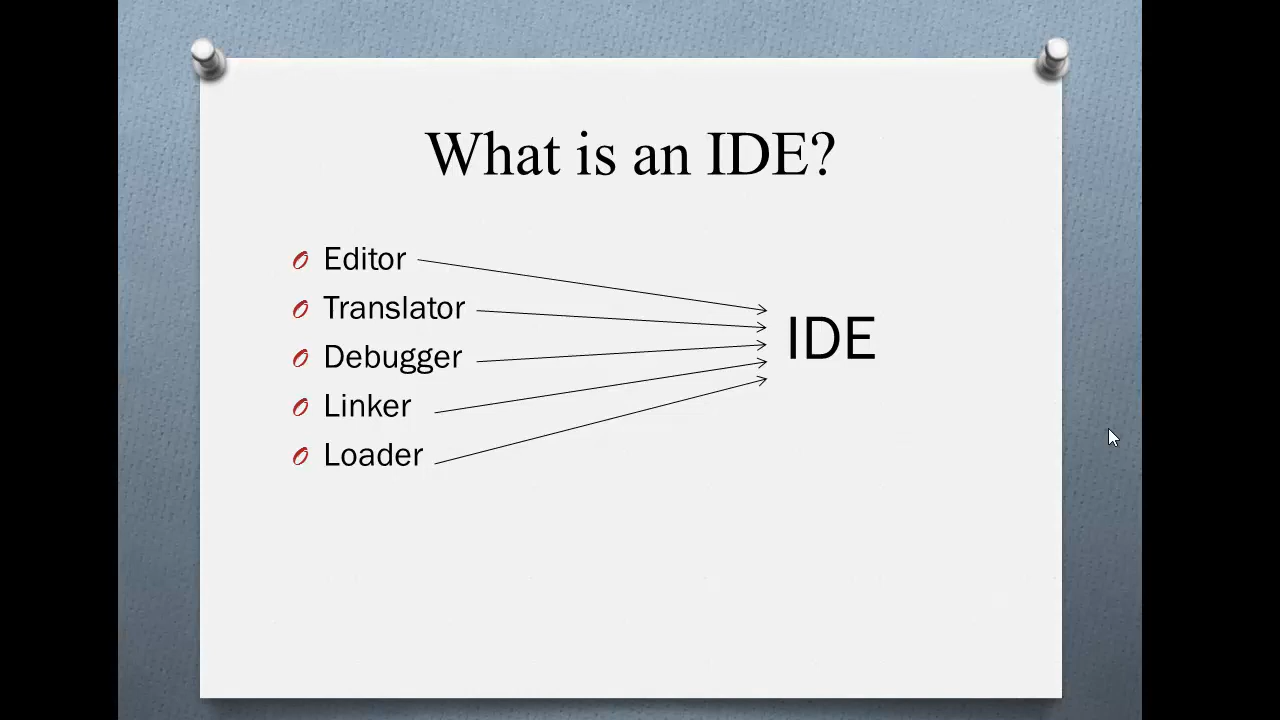 What is an IDE?
Editor
Translator
Debugger
Linker
Loader
IDE